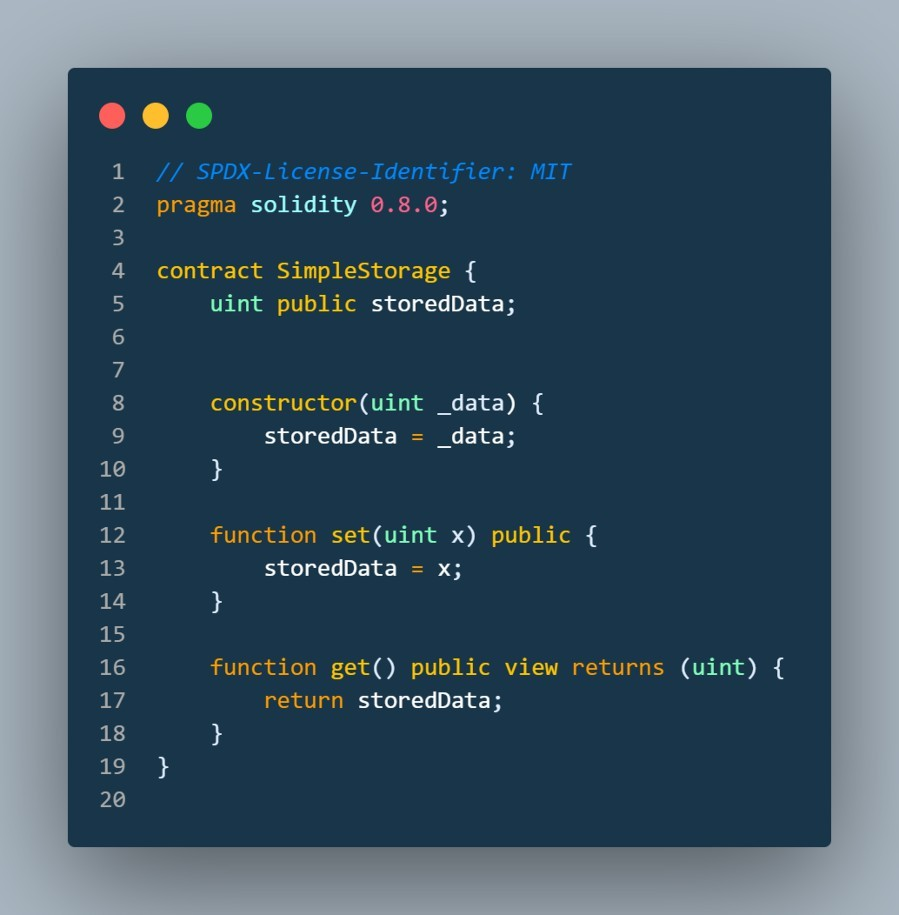 1 // SPDX-License-Identifier: MIT
2 pragma solidity 0.8.0;
3
4 contract SimpleStorage {
5     uint public storedData;
6
7
8     constructor(uint _data) {
9         storedData = _data;
10     }
11
12     function set(uint x) public {
13         storedData = x;
14     }
15
16     function get() public view returns (uint) {
17         return storedData;
18     }
19 }
20